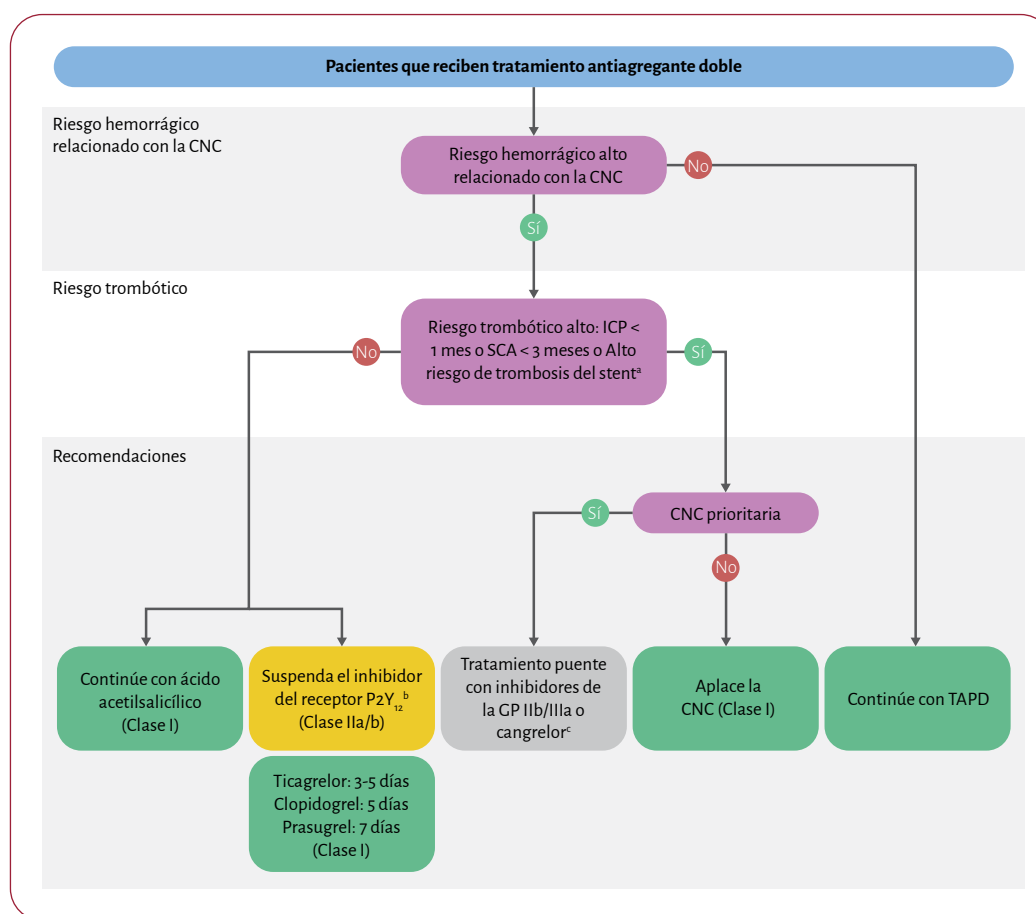 Pacientes que reciben tratamiento antiagregante doble
Riesgo hemorrágico
relacionado con la CNC
Riesgo hemorrágico alto
relacionado con la CNC
No
Sí
Riesgo trombótico
Riesgo trombótico alto: ICP <
1 mes o SCA < 3 meses o Alto
riesgo de trombosis del stentª
No
Sí
Recomendaciones
CNC prioritaria
Sí
No
Continúe con ácido
acetilsalicílico
(Clase I)
Suspenda el inhibidor
del receptor P2Y₁₂ᵇ
(Clase IIa/b)
Tratamiento puente
con inhibidores de
la GP IIb/IIIa o
cangrelorᶜ
Aplace la
CNC (Clase I)
Continúe con TAPD
Ticagrelor: 3-5 días
Clopidogrel: 5 días
Prasugrel: 7 días
(Clase I)